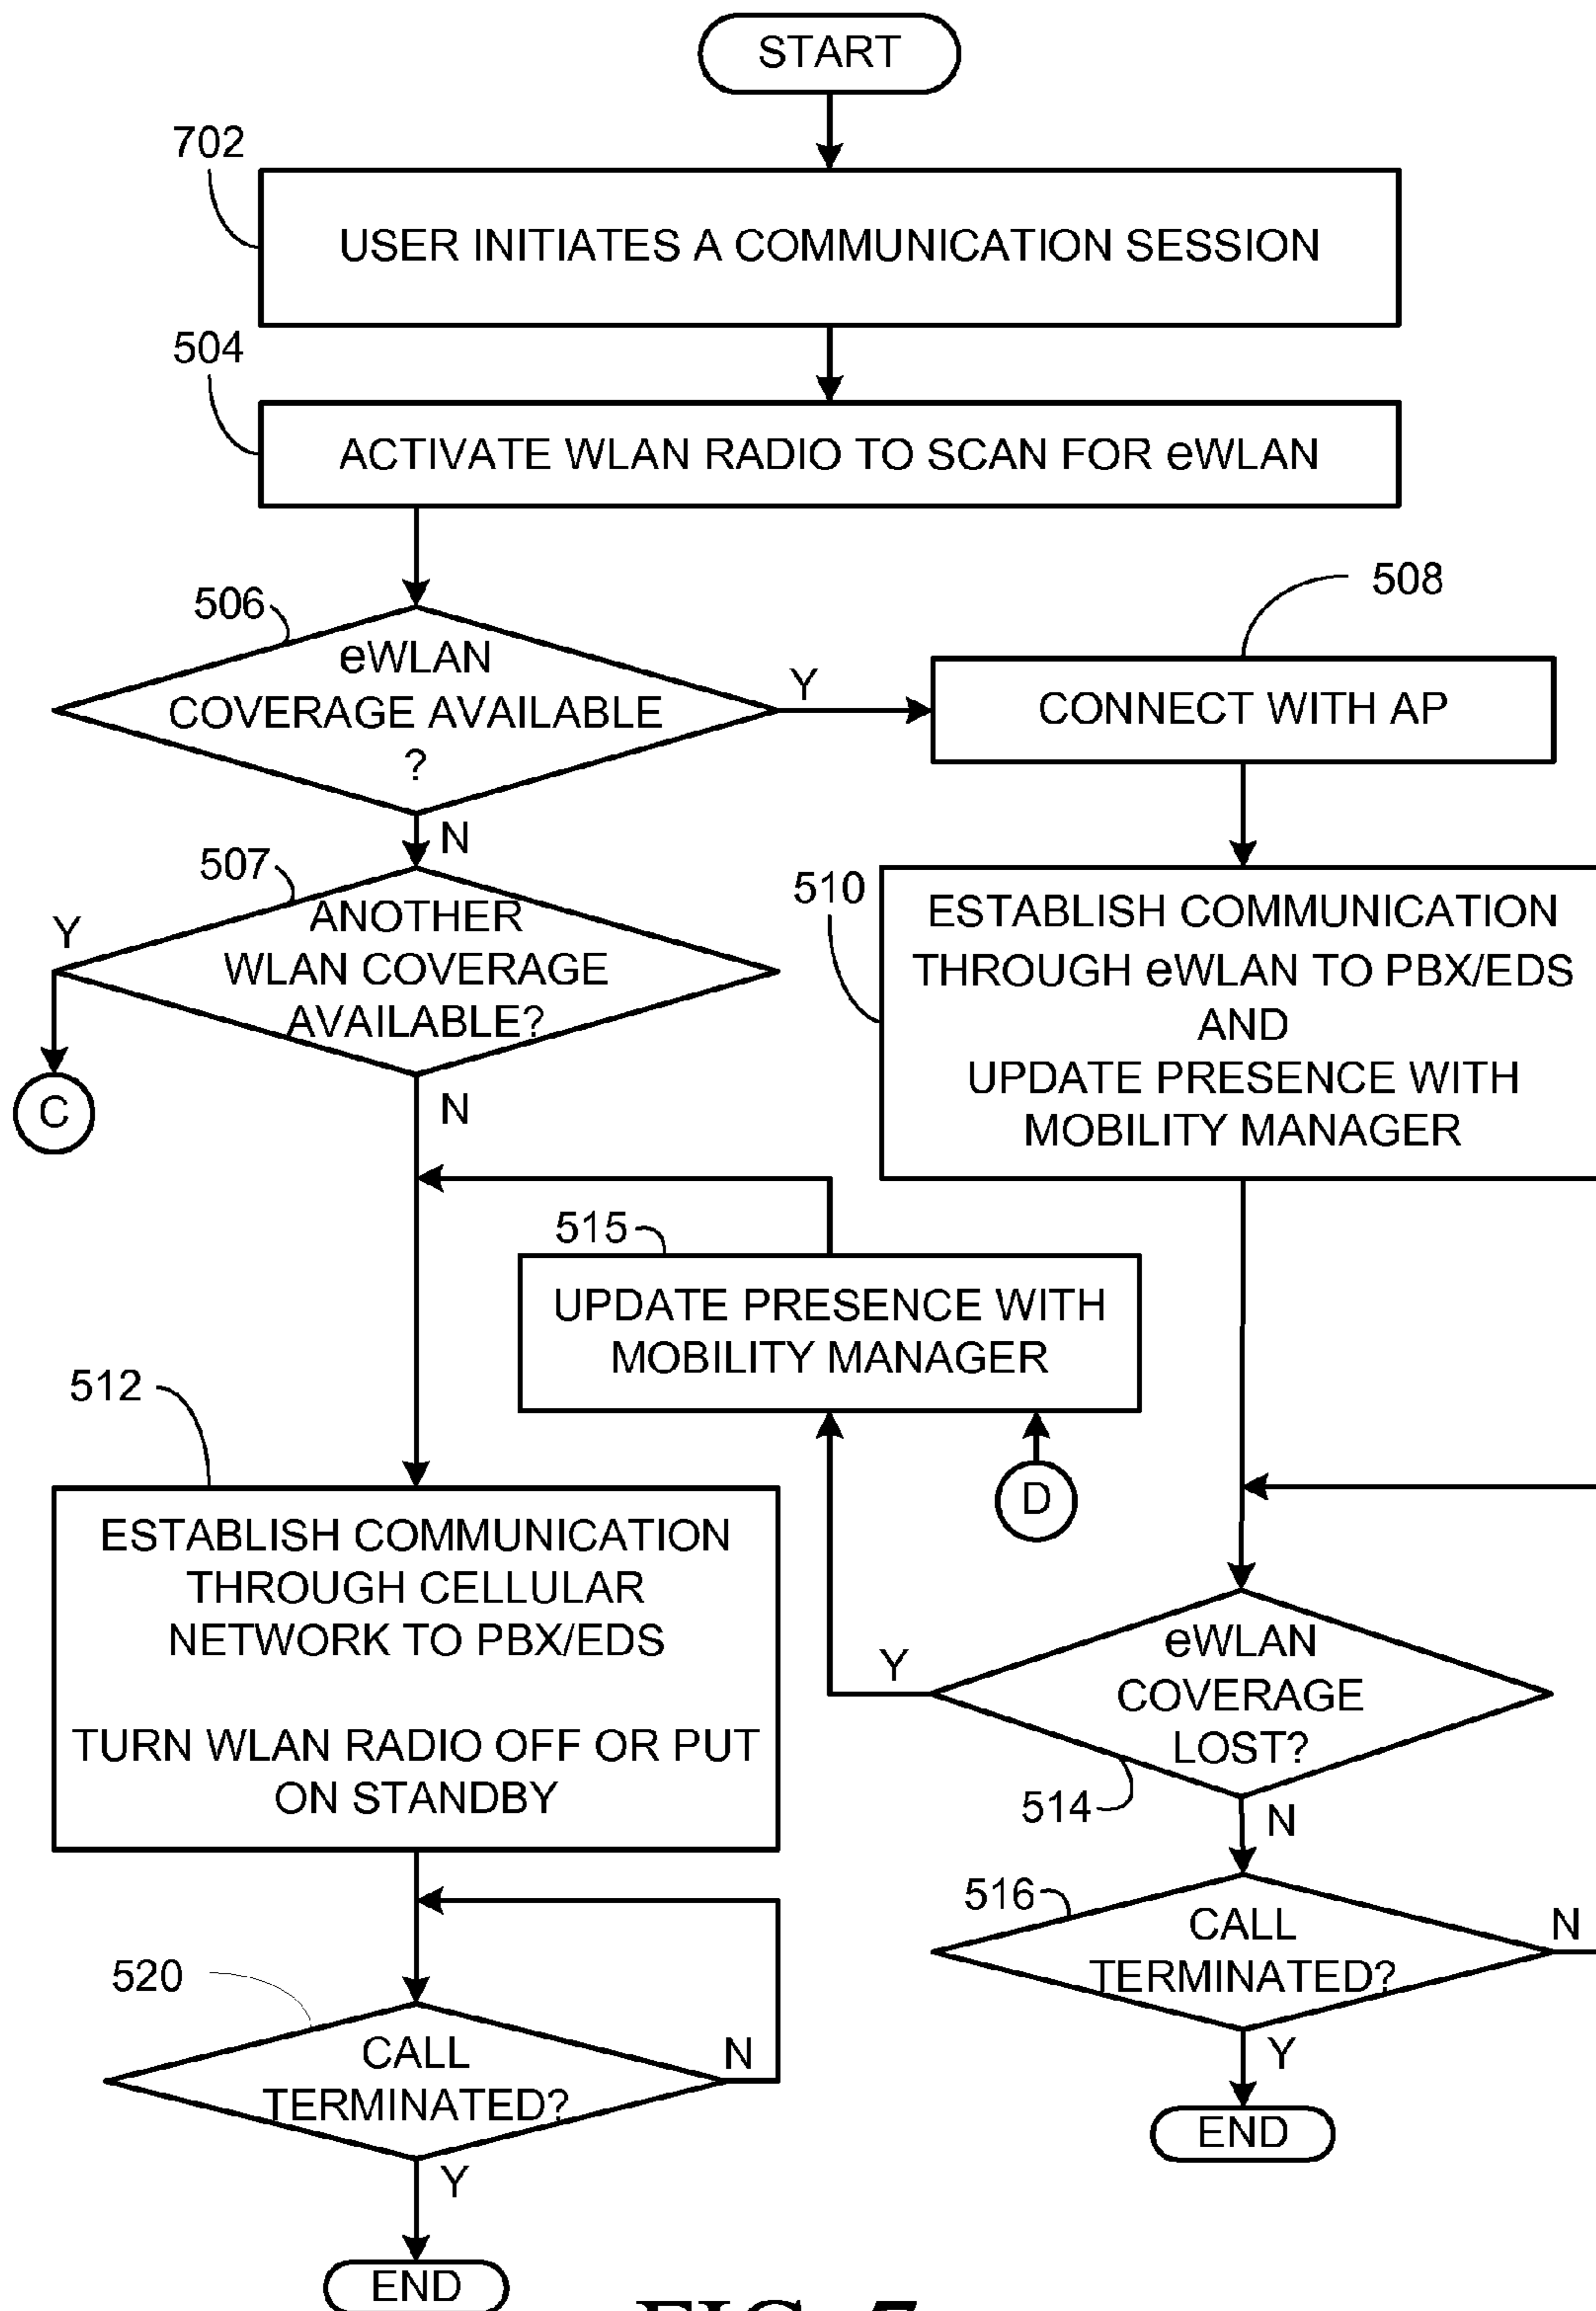 START
702
USER INITIATES A COMMUNICATION SESSION
504
ACTIVATE WLAN RADIO TO SCAN FOR eWLAN
506
eWLAN
COVERAGE AVAILABLE
?
Y
508
CONNECT WITH AP
N
507
ANOTHER
WLAN COVERAGE
AVAILABLE?
Y
C
N
510
ESTABLISH COMMUNICATION
THROUGH eWLAN TO PBX/EDS
AND
UPDATE PRESENCE WITH
MOBILITY MANAGER
515
UPDATE PRESENCE WITH
MOBILITY MANAGER
D
512
ESTABLISH COMMUNICATION
THROUGH CELLULAR
NETWORK TO PBX/EDS
TURN WLAN RADIO OFF OR PUT
ON STANDBY
eWLAN
COVERAGE
LOST?
Y
514
N
516
CALL
TERMINATED?
N
Y
END
520
CALL
TERMINATED?
N
Y
END